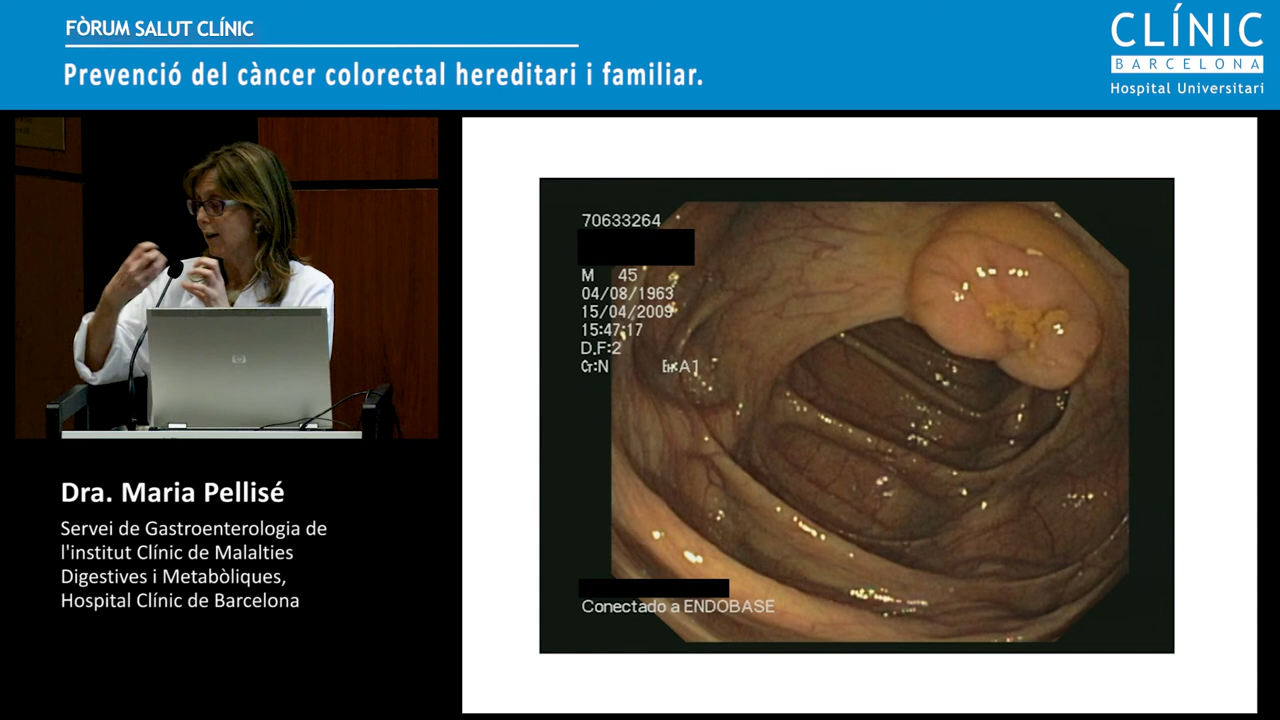 FÒRUM SALUT CLÍNIC
Prevenció del càncer colorectal hereditari i familiar.
CLÍNIC
BARCELONA
Hospital Universitari
70633264
M 45
04/08/1963
15/04/2009
15:47:17
D.F:2
Cr:N
Conectado a ENDOBASE
hp
Dra. Maria Pellisé
Servei de Gastroenterologia de
l'institut Clínic de Malalties
Digestives i Metabòliques,
Hospital Clínic de Barcelona